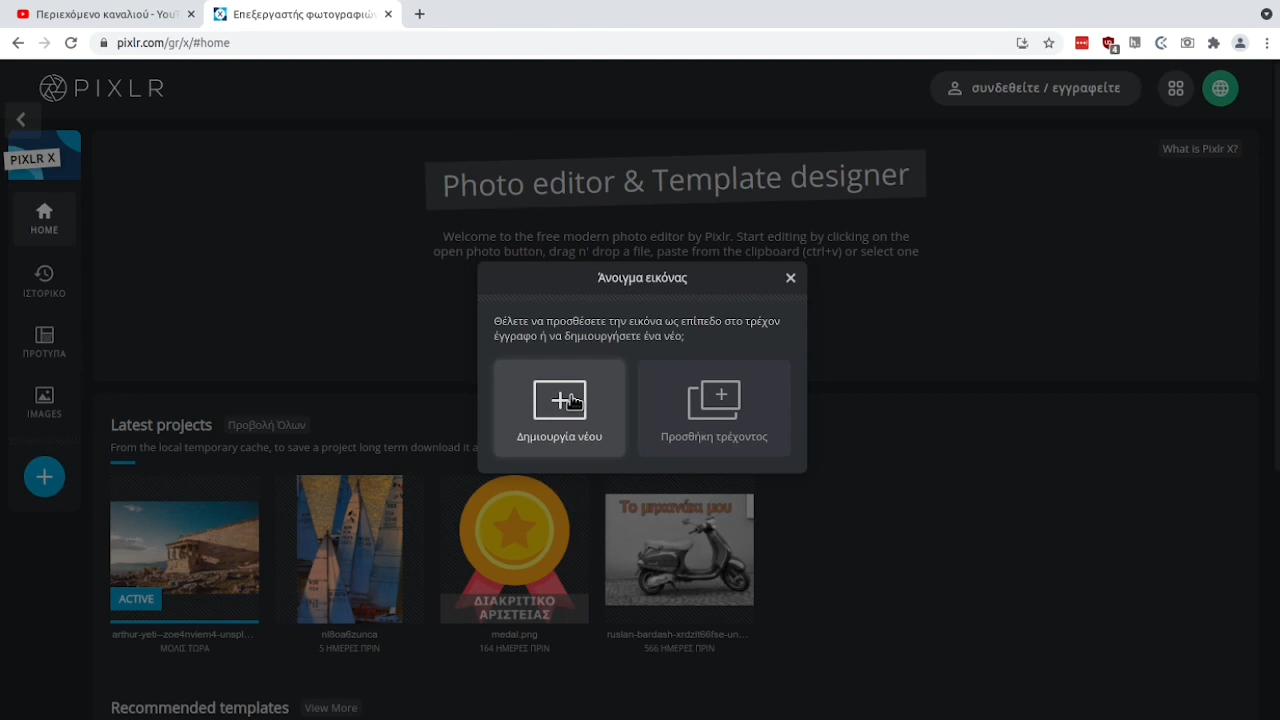 Περιεχόμενο καναλιού - YouT
Επεξεργαστής φωτογραφιών
pixlr.com/gr/x/#home
4
PIXLR
συνδεθείτε / εγγραφείτε
PIXLR X
What is Pixlr X?
Photo editor & Template designer
HOME
Welcome to the free modern photo editor by Pixlr. Start editing by clicking on the
open photo button, drag n' drop a file, paste from the clipboard (ctrl+v) or select one
Άνοιγμα εικόνας
ΙΣΤΟΡΙΚΟ
Θέλετε να προσθέσετε την εικόνα ως επίπεδο στο τρέχον
έγγραφο ή να δημιουργήσετε ένα νέο;
ΠΡΟΤΥΠΑ
IMAGES
Δημιουργία νέου
Προσθήκη τρέχοντος
Latest projects
Προβολή Όλων
From the local temporary cache, to save a project long term download it a
Το μηχανάκι μου
ACTIVE
ΔΙΑΚΡΙΤΙΚΟ
ΑΡΙΣΤΕΙΑΣ
arthur-yeti--zoe4nviem4-unspl...
nl8oa6zunca
medal.png
ruslan-bardash-xrdzlt66fse-un...
ΜΟΛΙΣ ΤΩΡΑ
5 ΗΜΕΡΕΣ ΠΡΙΝ
164 ΗΜΕΡΕΣ ΠΡΙΝ
566 ΗΜΕΡΕΣ ΠΡΙΝ
Recommended templates
View More